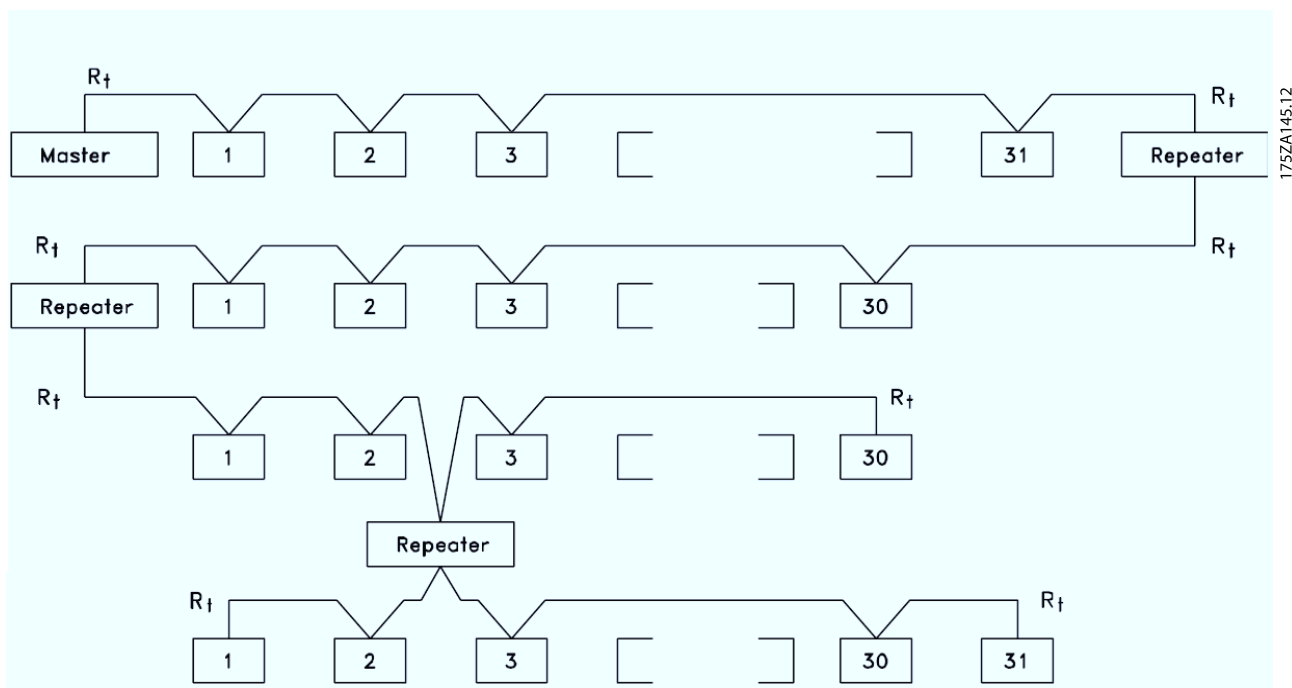 Rt
Rt
Master 1 2 3 31 Repeater
175ZA145.12
Rt
Rt
Repeater 1 2 3 30
Rt
Rt
1 2 3 30
Repeater
Rt
Rt
1 2 3 30 31